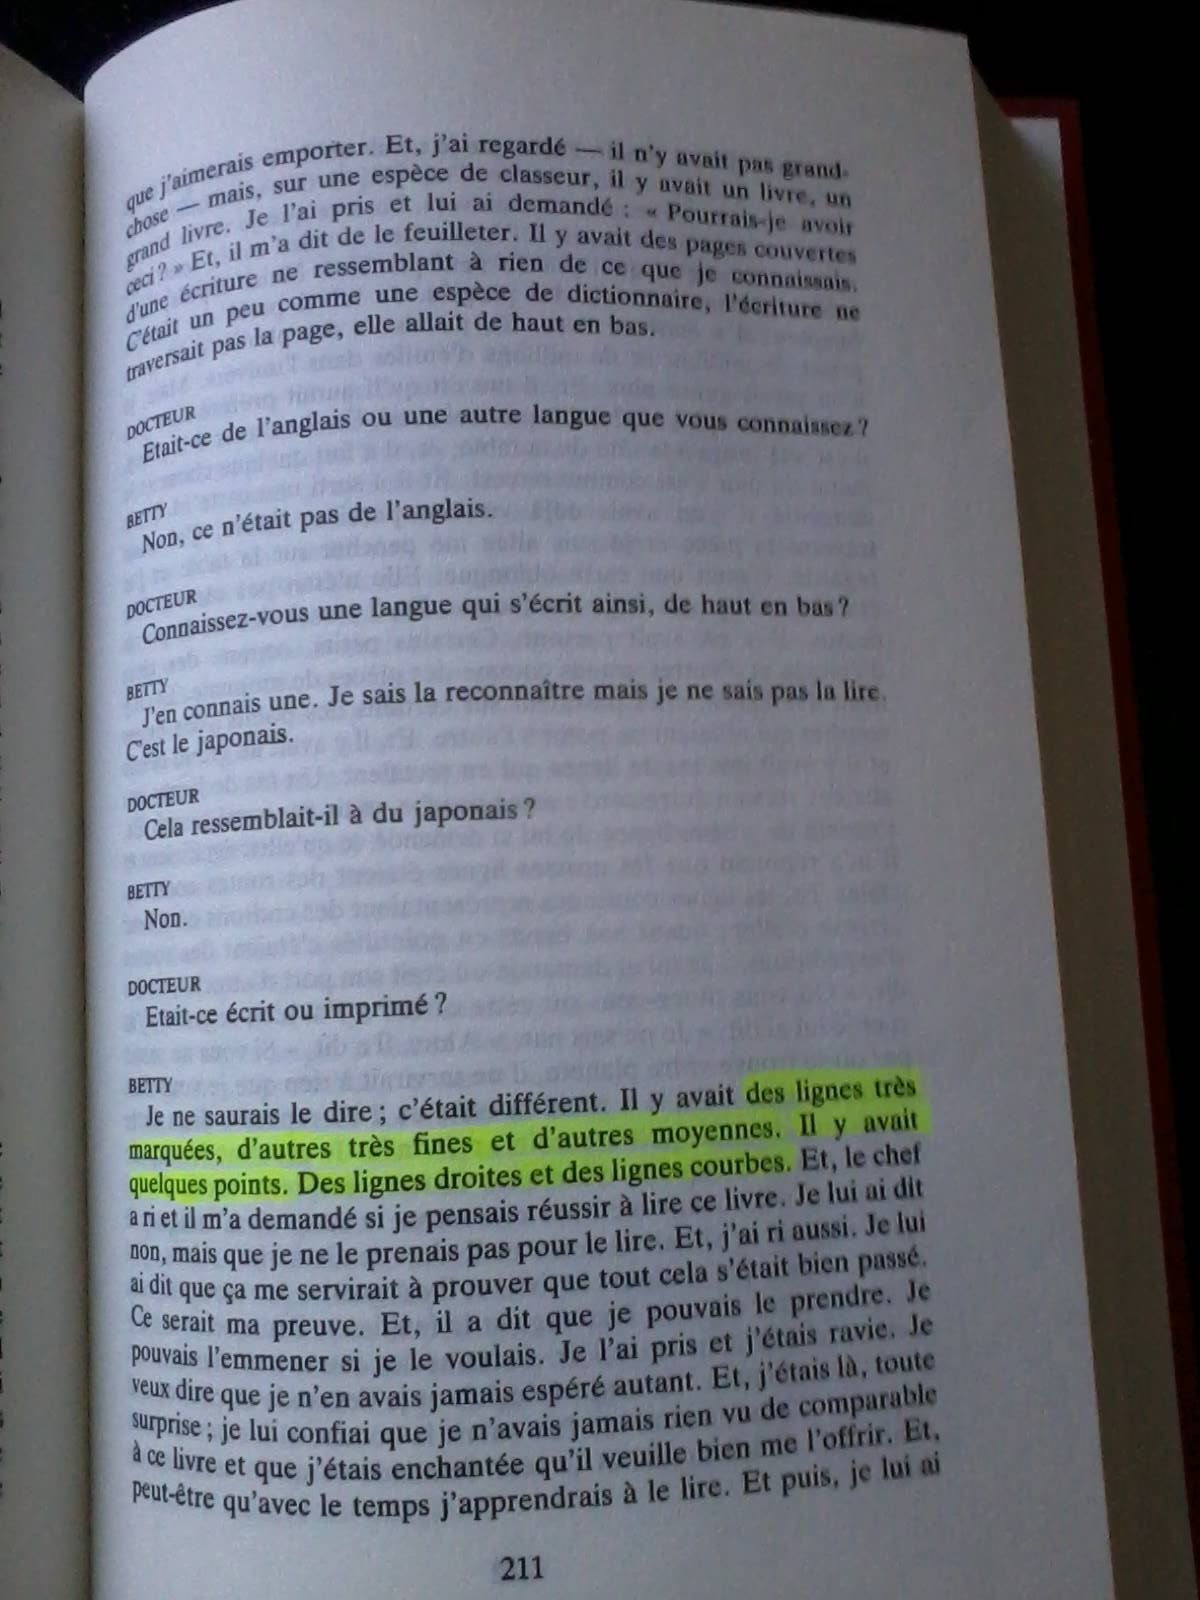 que j'aimerais emporter. Et, j'ai regardé — il n'y avait pas grand-
chose — mais, sur une espèce de classeur, il y avait un livre, un
grand livre. Je l'ai pris et lui ai demandé : « Pourrais-je avoir
ceci ? » Et, il m'a dit de le feuilleter. Il y avait des pages couvertes
d'une écriture ne ressemblant à rien de ce que je connaissais.
C'était un peu comme une espèce de dictionnaire, l'écriture ne
traversait pas la page, elle allait de haut en bas.
DOCTEUR
Etait-ce de l'anglais ou une autre langue que vous connaissez ?
BETTY
Non, ce n'était pas de l'anglais.
DOCTEUR
Connaissez-vous une langue qui s'écrit ainsi, de haut en bas ?
BETTY
J'en connais une. Je sais la reconnaître mais je ne sais pas la lire.
C'est le japonais.
DOCTEUR
Cela ressemblait-il à du japonais ?
BETTY
Non.
DOCTEUR
Etait-ce écrit ou imprimé ?
BETTY
Je ne saurais le dire ; c'était différent. Il y avait des lignes très
marquées, d'autres très fines et d'autres moyennes. Il y avait
quelques points. Des lignes droites et des lignes courbes. Et, le chef
a ri et il m'a demandé si je pensais réussir à lire ce livre. Je lui ai dit
non, mais que je ne le prenais pas pour le lire. Et, j'ai ri aussi. Je lui
ai dit que ça me servirait à prouver que tout cela s'était bien passé.
Ce serait ma preuve. Et, il a dit que je pouvais le prendre. Je
pouvais l'emmener si je le voulais. Je l'ai pris et j'étais ravie. Je
veux dire que je n'en avais jamais espéré autant. Et, j'étais là, toute
surprise ; je lui confiai que je n'avais jamais rien vu de comparable
à ce livre et que j'étais enchantée qu'il veuille bien me l'offrir. Et,
peut-être qu'avec le temps j'apprendrais à le lire. Et puis, je lui ai
211